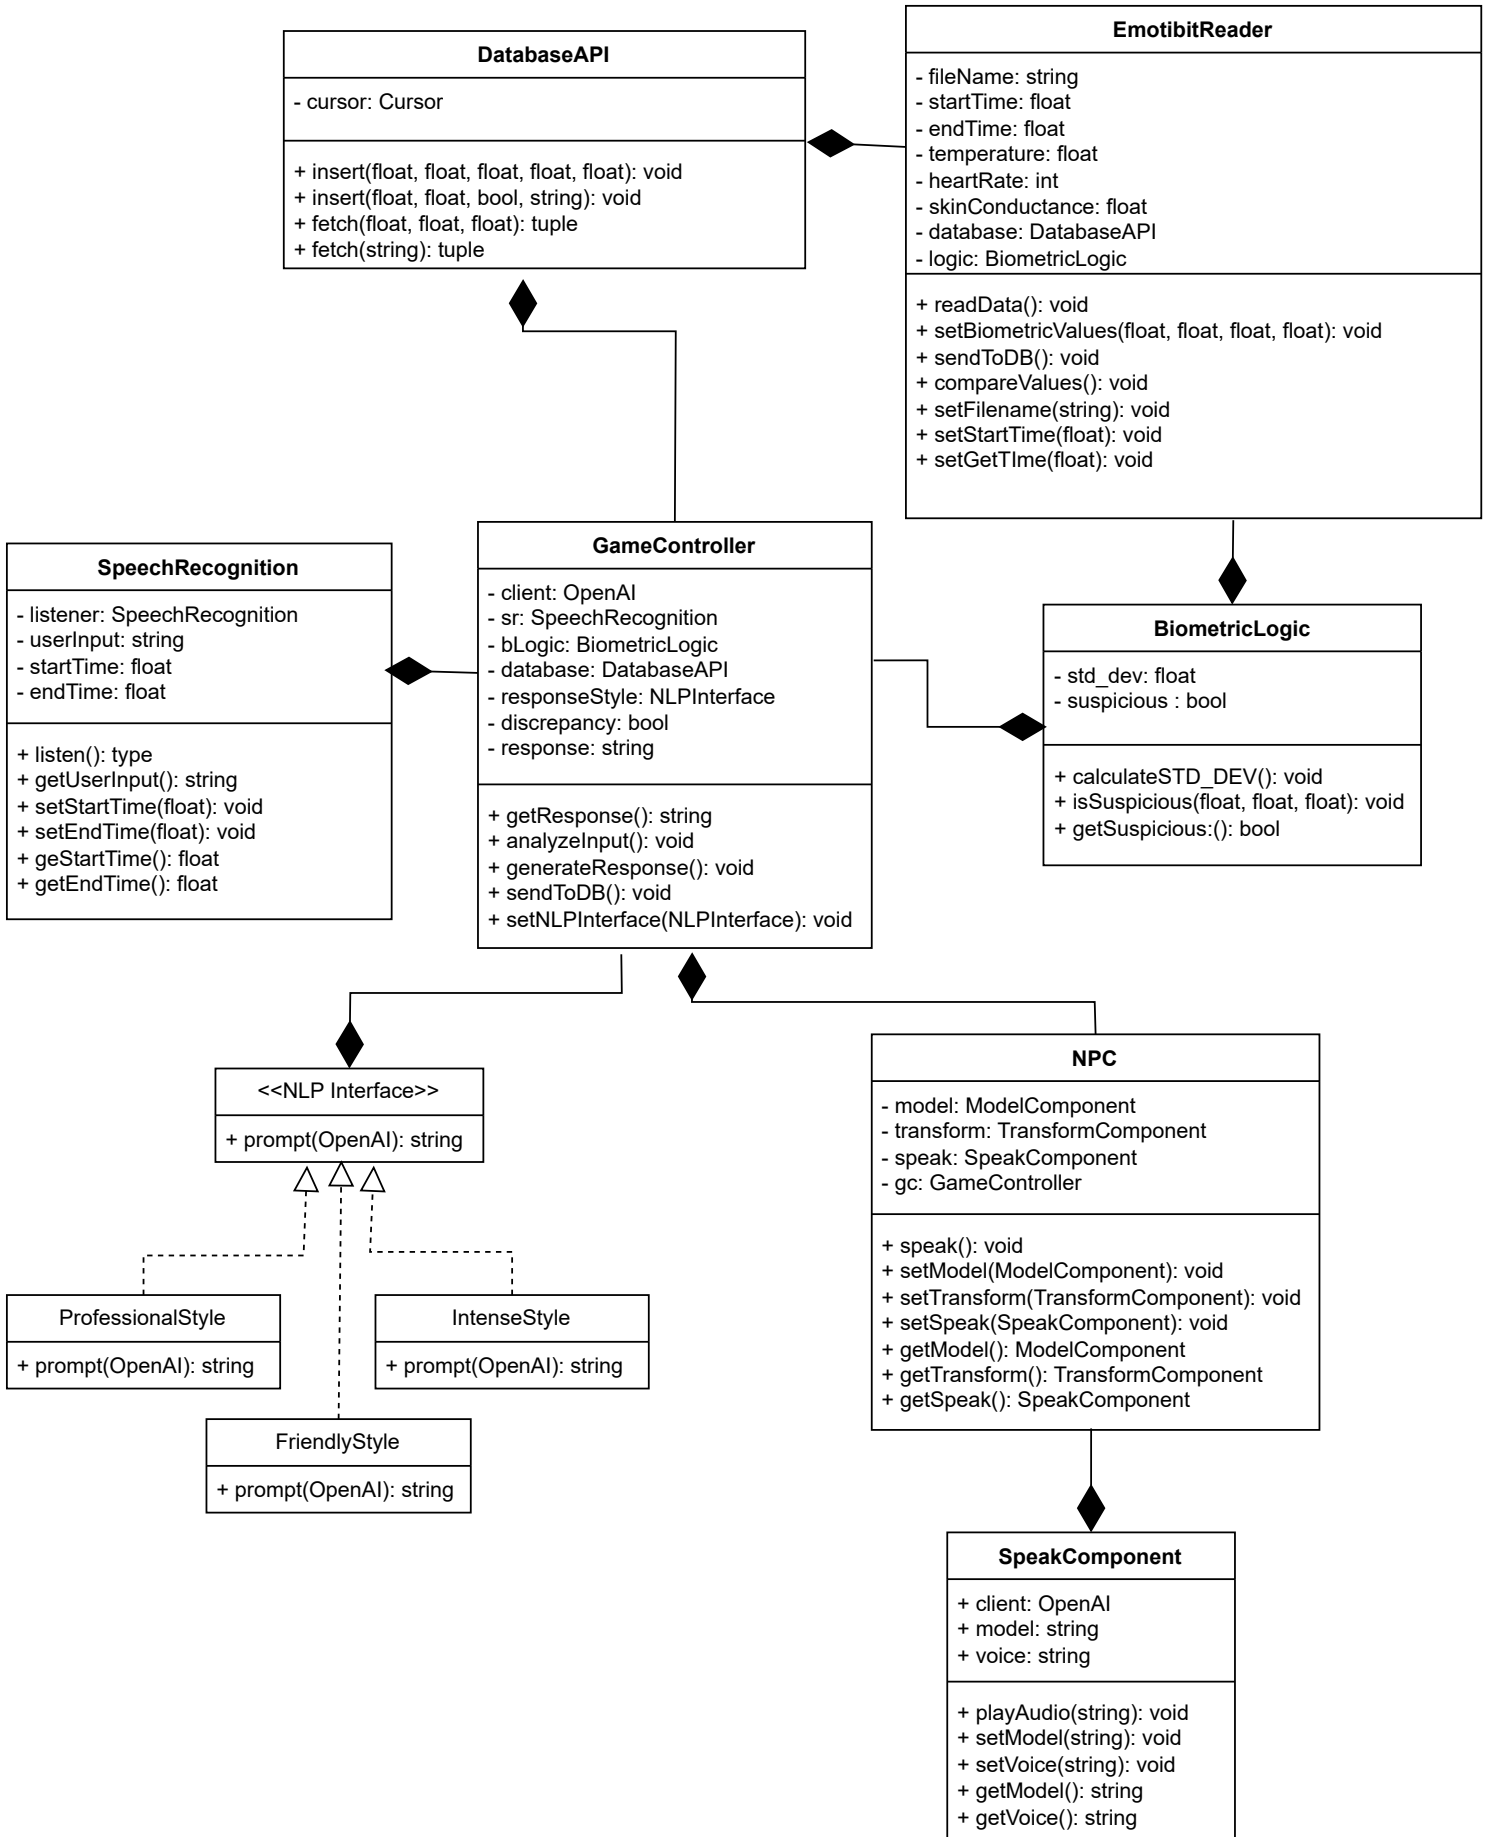 DatabaseAPI
- cursor: Cursor
+ insert(float, float, float, float, float): void
+ insert(float, float, bool, string): void
+ fetch(float, float, float): tuple
+ fetch(string): tuple
EmotibitReader
- fileName: string
- startTime: float
- endTime: float
- temperature: float
- heartRate: int
- skinConductance: float
- database: DatabaseAPI
- logic: BiometricLogic
+ readData(): void
+ setBiometricValues(float, float, float, float): void
+ sendToDB(): void
+ compareValues(): void
+ setFilename(string): void
+ setStartTime(float): void
+ setGetTIme(float): void
SpeechRecognition
- listener: SpeechRecognition
- userInput: string
- startTime: float
- endTime: float
+ listen(): type
+ getUserInput(): string
+ setStartTime(float): void
+ setEndTime(float): void
+ geStartTime(): float
+ getEndTime(): float
GameController
- client: OpenAI
- sr: SpeechRecognition
- bLogic: BiometricLogic
- database: DatabaseAPI
- responseStyle: NLPInterface
- discrepancy: bool
- response: string
+ getResponse(): string
+ analyzeInput(): void
+ generateResponse(): void
+ sendToDB(): void
+ setNLPInterface(NLPInterface): void
BiometricLogic
- std_dev: float
- suspicious : bool
+ calculateSTD_DEV(): void
+ isSuspicious(float, float, float): void
+ getSuspicious:(): bool
<<NLP Interface>>
+ prompt(OpenAI): string
ProfessionalStyle
+ prompt(OpenAI): string
IntenseStyle
+ prompt(OpenAI): string
FriendlyStyle
+ prompt(OpenAI): string
NPC
- model: ModelComponent
- transform: TransformComponent
- speak: SpeakComponent
- gc: GameController
+ speak(): void
+ setModel(ModelComponent): void
+ setTransform(TransformComponent): void
+ setSpeak(SpeakComponent): void
+ getModel(): ModelComponent
+ getTransform(): TransformComponent
+ getSpeak(): SpeakComponent
SpeakComponent
+ client: OpenAI
+ model: string
+ voice: string
+ playAudio(string): void
+ setModel(string): void
+ setVoice(string): void
+ getModel(): string
+ getVoice(): string